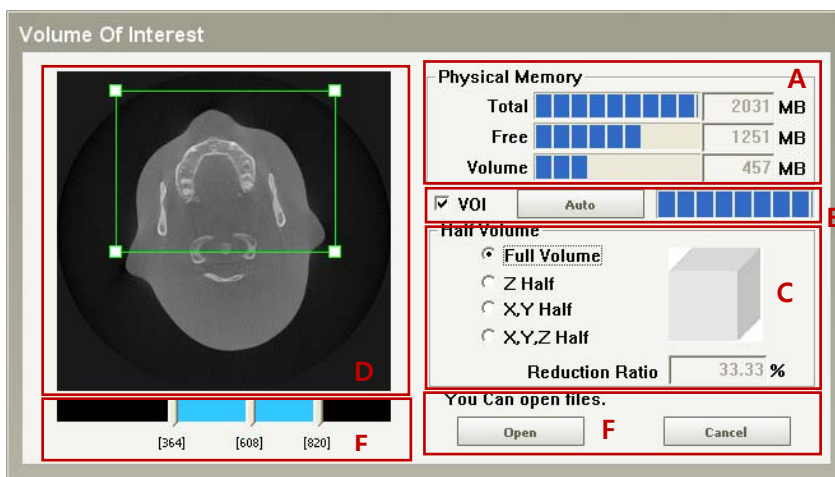 Volume Of Interest
Physical Memory
A
Total 2031 MB
Free 1251 MB
Volume 457 MB
VOI Auto
Half Volume
Full Volume
Z Half
X,Y Half
X,Y,Z Half
C
Reduction Ratio 33.33 %
D
[364] [608] [820]
You Can open files.
Open F Cancel